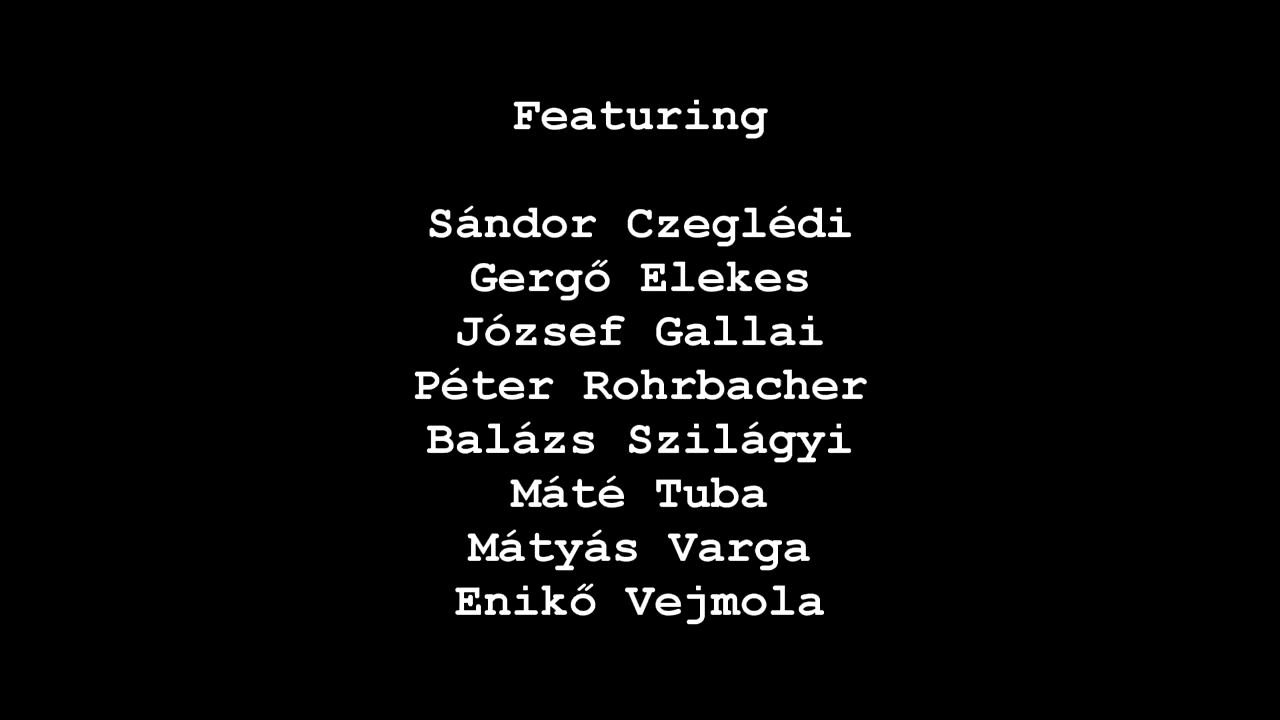 Featuring
Sándor Czeglédi
Gergő Elekes
József Gallai
Péter Rohrbacher
Balázs Szilágyi
Máté Tuba
Mátyás Varga
Enikő Vejmola